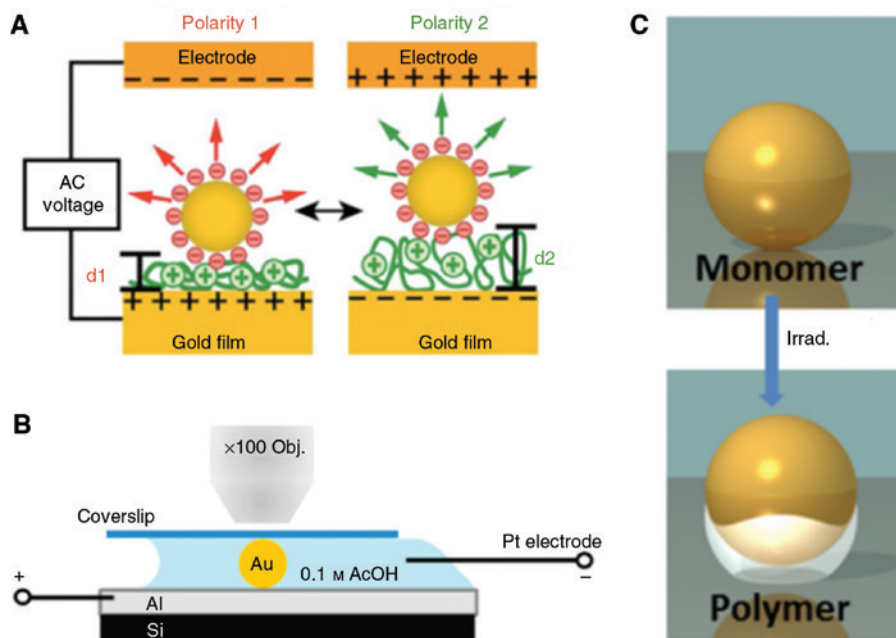 A
Polarity 1
Polarity 2
Electrode
Electrode
AC
voltage
d1
d2
Gold film
Gold film
B
×100 Obj.
Coverslip
Pt electrode
Au
0.1 M AcOH
+
–
Al
Si
C
Monomer
Irrad.
Polymer